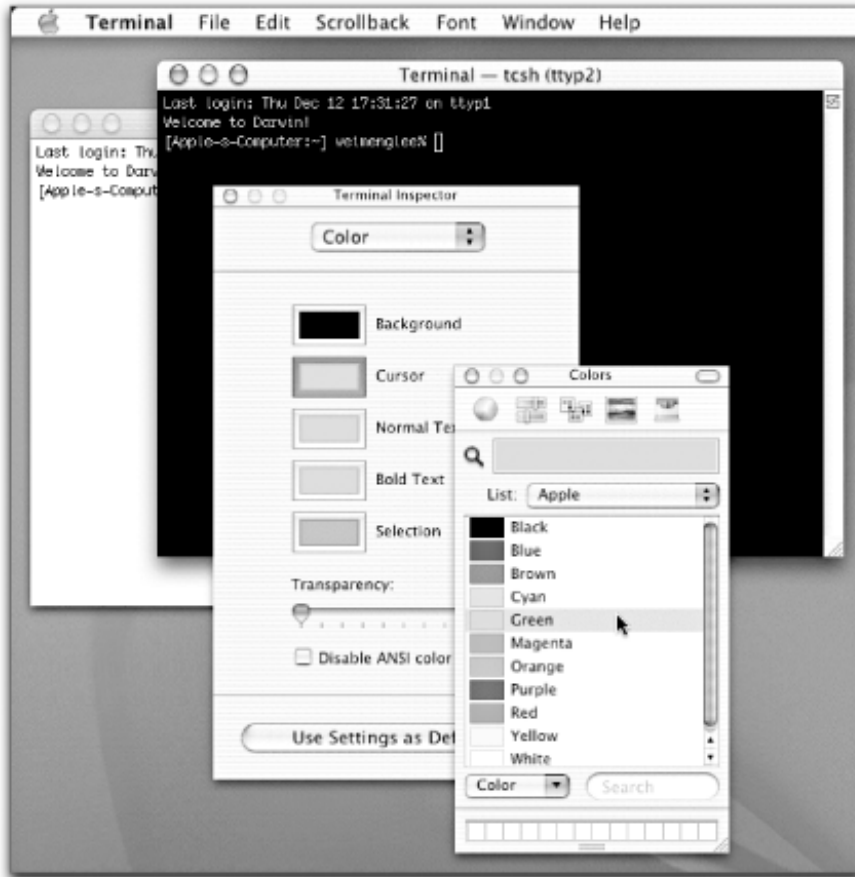 Terminal File Edit Scrollback Font Window Help
Terminal — tcsh (ttyp2)
Last login: Thu Dec 12 17:31:27 on ttyp1
Welcome to Darwin!
[Apple-s-Computer:~] weimenglee%
Last login: Thu
Welcome to Darw
[Apple-s-Comput
Terminal Inspector
Color
Background
Cursor
Normal Te
Bold Text
Selection
Transparency:
Disable ANSI color
Use Settings as Def
Colors
List: Apple
Black
Blue
Brown
Cyan
Green
Magenta
Orange
Purple
Red
Yellow
White
Color
Search